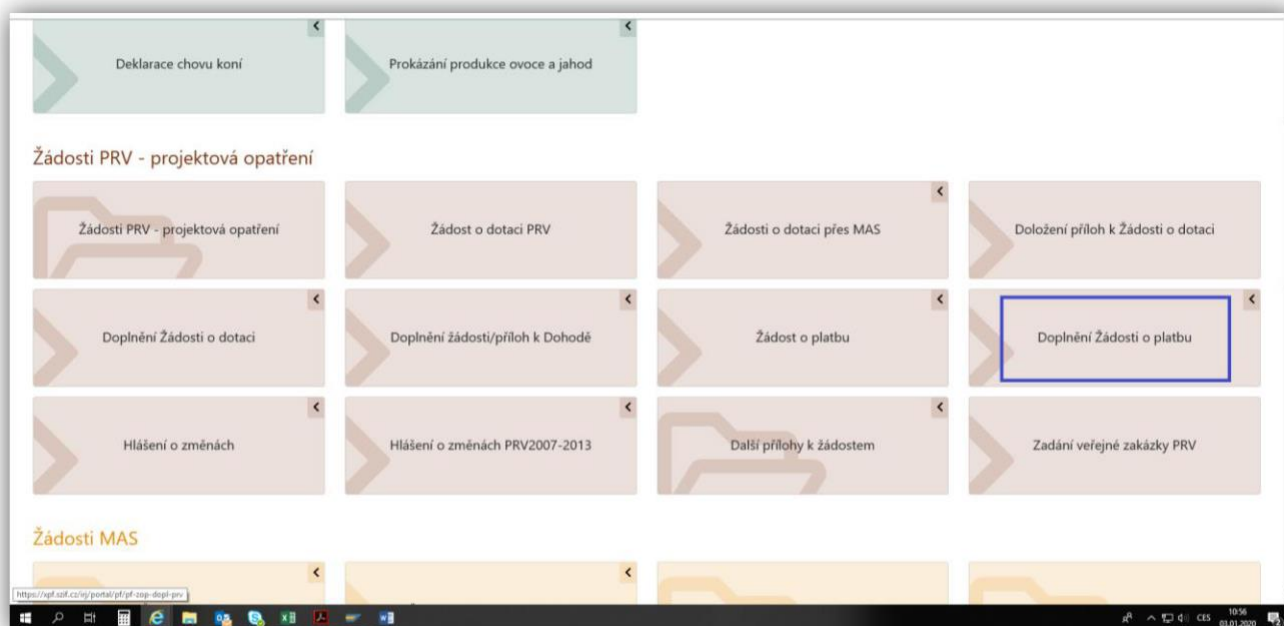 Deklarace chovu koní
Prokázání produkce ovoce a jahod
Žádosti PRV - projektová opatření
Žádosti PRV - projektová opatření
Žádost o dotaci PRV
Žádosti o dotaci přes MAS
Doložení příloh k Žádosti o dotaci
Doplnění Žádosti o dotaci
Doplnění žádosti/příloh k Dohodě
Žádost o platbu
Doplnění Žádosti o platbu
Hlášení o změnách
Hlášení o změnách PRV2007-2013
Další přílohy k žádostem
Zadání veřejné zakázky PRV
Žádosti MAS
https://xpf.szif.cz/irj/portal/pf/pf-zop-dopl-prv
CES
10:56
03.01.2020